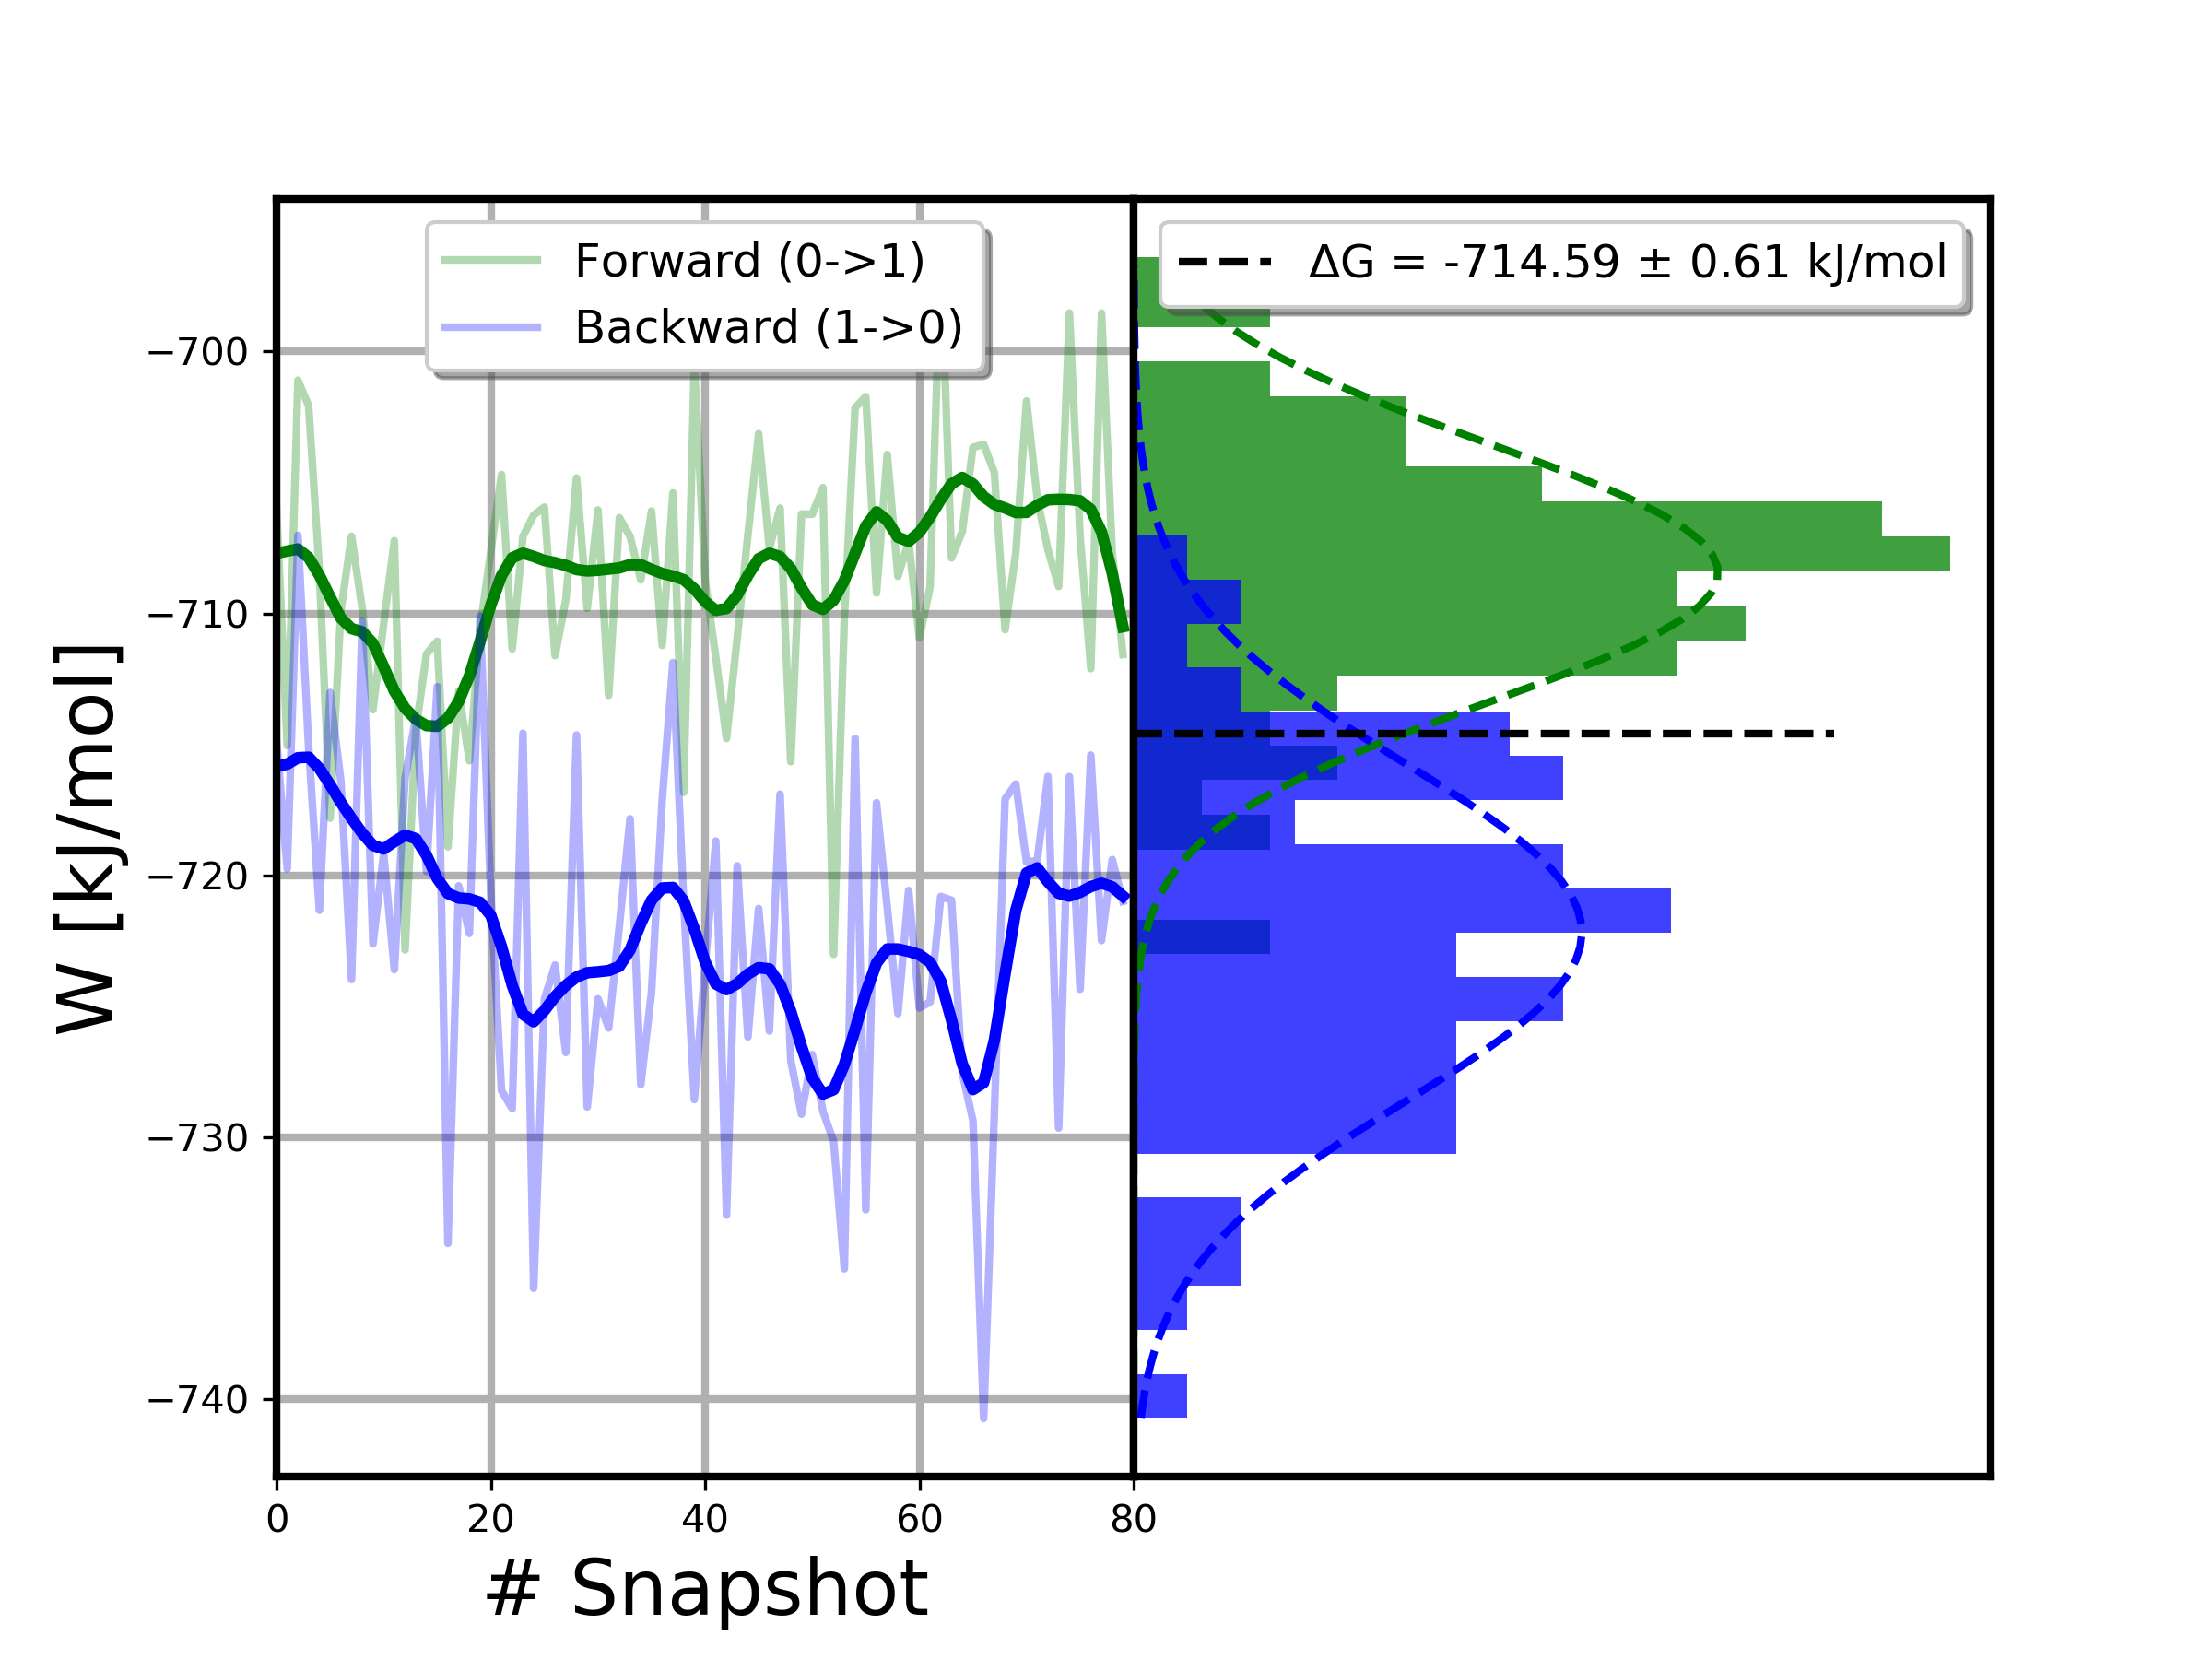 Forward (0->1)
Backward (1->0)
ΔG = -714.59 ± 0.61 kJ/mol
W [kJ/mol]
−700
−710
−720
−730
−740
0 20 40 60 80
# Snapshot